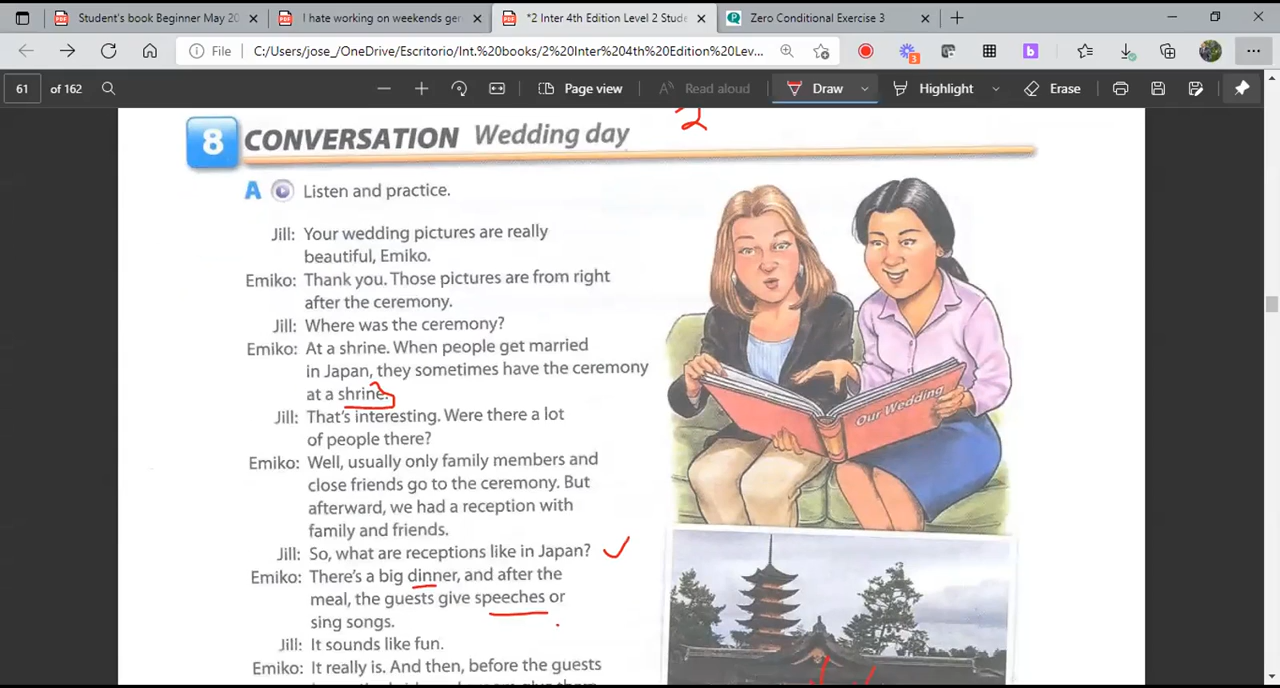 Student's book Beginner May 20
I hate working on weekends ger
*2 Inter 4th Edition Level 2 Stude
Zero Conditional Exercise 3
File
C:/Users/jose_/OneDrive/Escritorio/Int.%20books/2%20Inter%204th%20Edition%20Lev...
3
61 of 162
Page view
Read aloud
Draw
Highlight
Erase
2
8 CONVERSATION Wedding day
A Listen and practice.
Jill: Your wedding pictures are really
beautiful, Emiko.
Emiko: Thank you. Those pictures are from right
after the ceremony.
Jill: Where was the ceremony?
Emiko: At a shrine. When people get married
in Japan, they sometimes have the ceremony
at a shrine.
Jill: That's interesting. Were there a lot
of people there?
Emiko: Well, usually only family members and
close friends go to the ceremony. But
afterward, we had a reception with
family and friends.
Jill: So, what are receptions like in Japan?
Emiko: There's a big dinner, and after the
meal, the guests give speeches or
sing songs.
Jill: It sounds like fun.
Emiko: It really is. And then, before the guests
Our Wedding